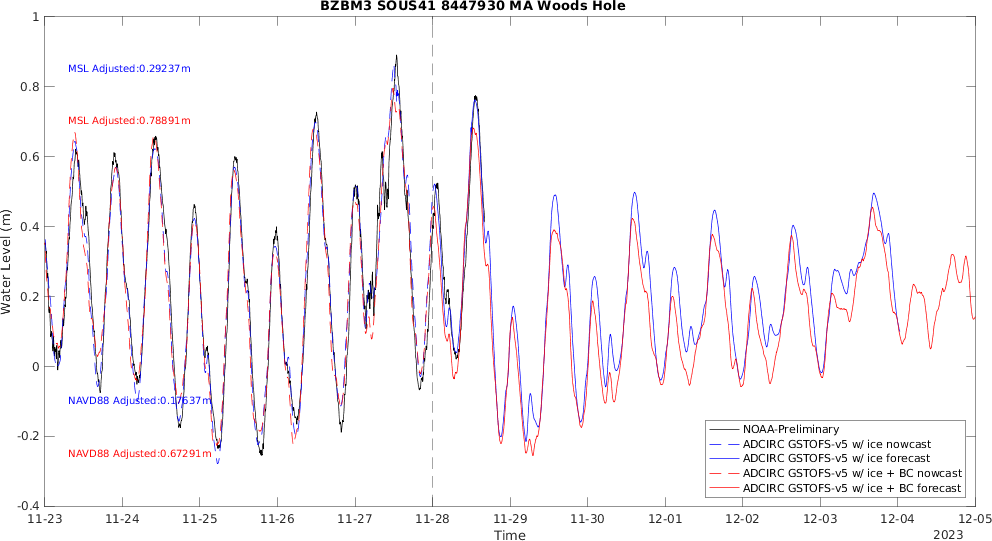 BZBM3 SOUS41 8447930 MA Woods Hole
Water Level (m)
1
0.8
0.6
0.4
0.2
0
-0.2
-0.4
MSL Adjusted:0.29237m
MSL Adjusted:0.78891m
NAVD88 Adjusted:0.17637m
NAVD88 Adjusted:0.67291m
NOAA-Preliminary
ADCIRC GSTOFS-v5 w/ ice nowcast
ADCIRC GSTOFS-v5 w/ ice forecast
ADCIRC GSTOFS-v5 w/ ice + BC nowcast
ADCIRC GSTOFS-v5 w/ ice + BC forecast
11-23 11-24 11-25 11-26 11-27 11-28 11-29 11-30 12-01 12-02 12-03 12-04 12-05
Time
2023